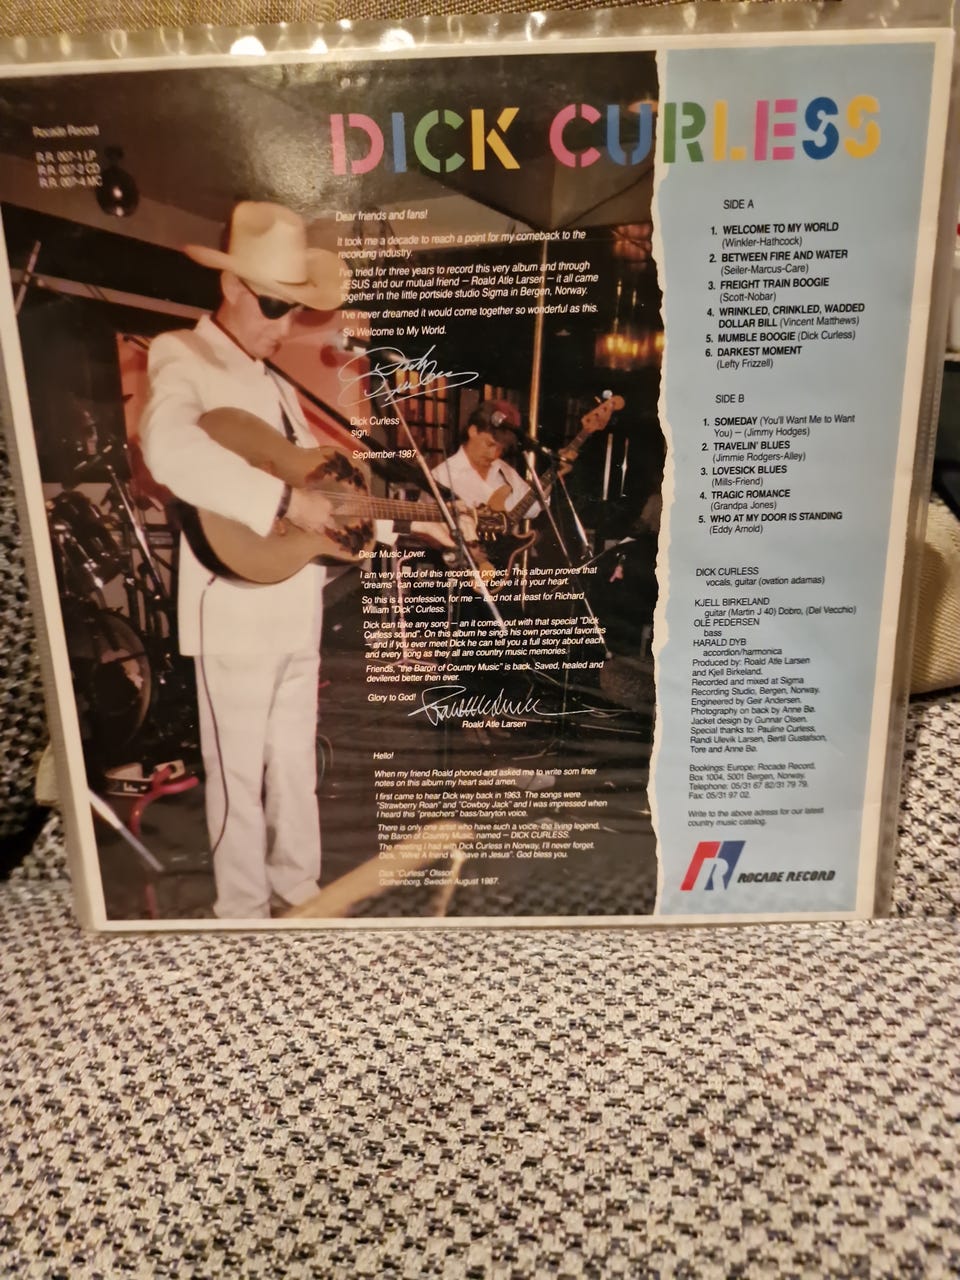 Rocade Record
R.R. 007-1 LP
R.R. 007-2 CD
R.R. 007-4 MC
DICK CURLESS
Dear friends and fans!
It took me a decade to reach a point for my comeback to the
recording industry.
I've tried for three years to record this very album and through
JESUS and our mutual friend – Roald Atle Larsen – it all came
together in the little portside studio Sigma in Bergen, Norway.
I've never dreamed it would come together so wonderful as this.
So Welcome to My World.
Dick Curless
sign.
September 1987.
Dear Music Lover.
I am very proud of this recording project. This album proves that
"dreams" can come true if you just belive it in your heart.
So this is a confession, for me – and not at least for Richard
William "Dick" Curless.
Dick can take any song – an it comes out with that special "Dick
Curless sound". On this album he sings his own personal favorites
– and if you ever meet Dick he can tell you a full story about each
and every song as they all are country music memories.
Friends, "the Baron of Country Music" is back. Saved, healed and
devilered better then ever.
Glory to God!
Roald Atle Larsen
Hello!
When my friend Roald phoned and asked me to write som liner
notes on this album my heart said amen.
I first came to hear Dick way back in 1963. The songs were
"Strawberry Roan" and "Cowboy Jack" and I was impressed when
I heard this "preachers" bass/baryton voice.
There is only one artist who have such a voice, the living legend,
the Baron of Country Music, named – DICK CURLESS.
The meeting I had with Dick Curless in Norway, I'll never forget.
Dick, "What A friend we have in Jesus". God bless you.
Dick "Curless" Olsson
Gothenborg, Sweden August 1987.
SIDE A
1. WELCOME TO MY WORLD
(Winkler-Hathcock)
2. BETWEEN FIRE AND WATER
(Seiler-Marcus-Care)
3. FREIGHT TRAIN BOOGIE
(Scott-Nobar)
4. WRINKLED, CRINKLED, WADDED
DOLLAR BILL (Vincent Matthews)
5. MUMBLE BOOGIE (Dick Curless)
6. DARKEST MOMENT
(Lefty Frizzell)
SIDE B
1. SOMEDAY (You'll Want Me to Want
You) – (Jimmy Hodges)
2. TRAVELIN' BLUES
(Jimmie Rodgers-Alley)
3. LOVESICK BLUES
(Mills-Friend)
4. TRAGIC ROMANCE
(Grandpa Jones)
5. WHO AT MY DOOR IS STANDING
(Eddy Arnold)
DICK CURLESS
vocals, guitar (ovation adamas)
KJELL BIRKELAND
guitar (Martin J 40) Dobro, (Del Vecchio)
OLE PEDERSEN
bass
HARALD DYB
accordion/harmonica
Produced by: Roald Atle Larsen
and Kjell Birkeland.
Recorded and mixed at Sigma
Recording Studio, Bergen, Norway.
Engineered by Geir Andersen.
Photography on back by Anne Bø.
Jacket design by Gunnar Olsen.
Special thanks to: Pauline Curless,
Randi Ulevik Larsen, Bertil Gustafson,
Tore and Anne Bø.
Bookings: Europe: Rocade Record,
Box 1004, 5001 Bergen, Norway.
Telephone: 05/31 67 82/31 79 79.
Fax: 05/31 97 02.
Write to the above adress for our latest
country music catalog.
R ROCADE RECORD